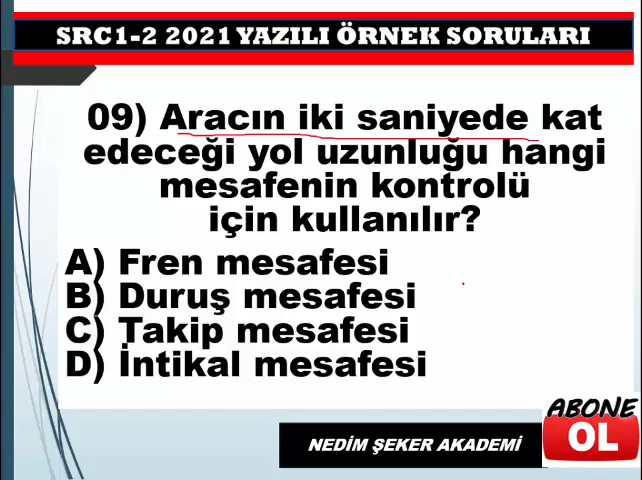 SRC1-2 2021 YAZILI ÖRNEK SORULARI
09) Aracın iki saniyede kat
edeceği yol uzunluğu hangi
mesafenin kontrolü
için kullanılır?
A) Fren mesafesi
B) Duruş mesafesi
C) Takip mesafesi
D) İntikal mesafesi
ABONE
OL
NEDİM ŞEKER AKADEMİ